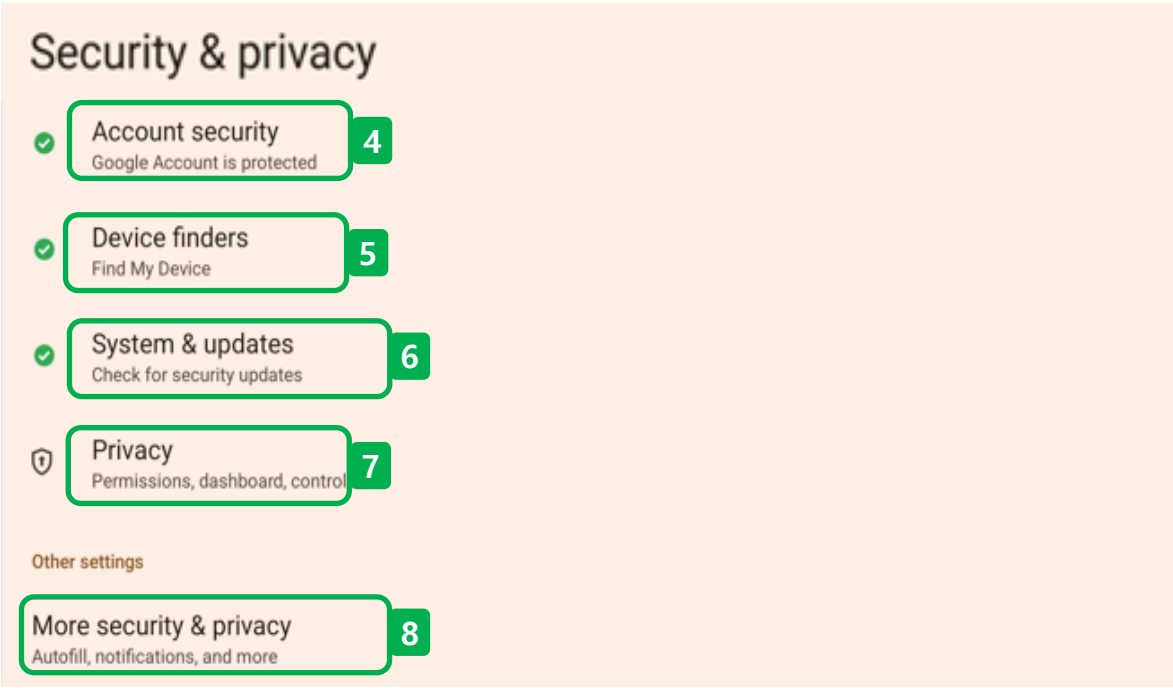 Security & privacy
Account security
Google Account is protected
4
Device finders
Find My Device
5
System & updates
Check for security updates
6
Privacy
Permissions, dashboard, control
7
Other settings
More security & privacy
Autofill, notifications, and more
8